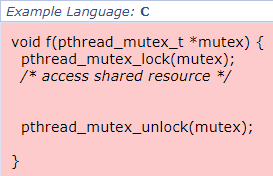 Example Language: C
void f(pthread_mutex_t *mutex) {
pthread_mutex_lock(mutex);
/* access shared resource */
pthread_mutex_unlock(mutex);
}